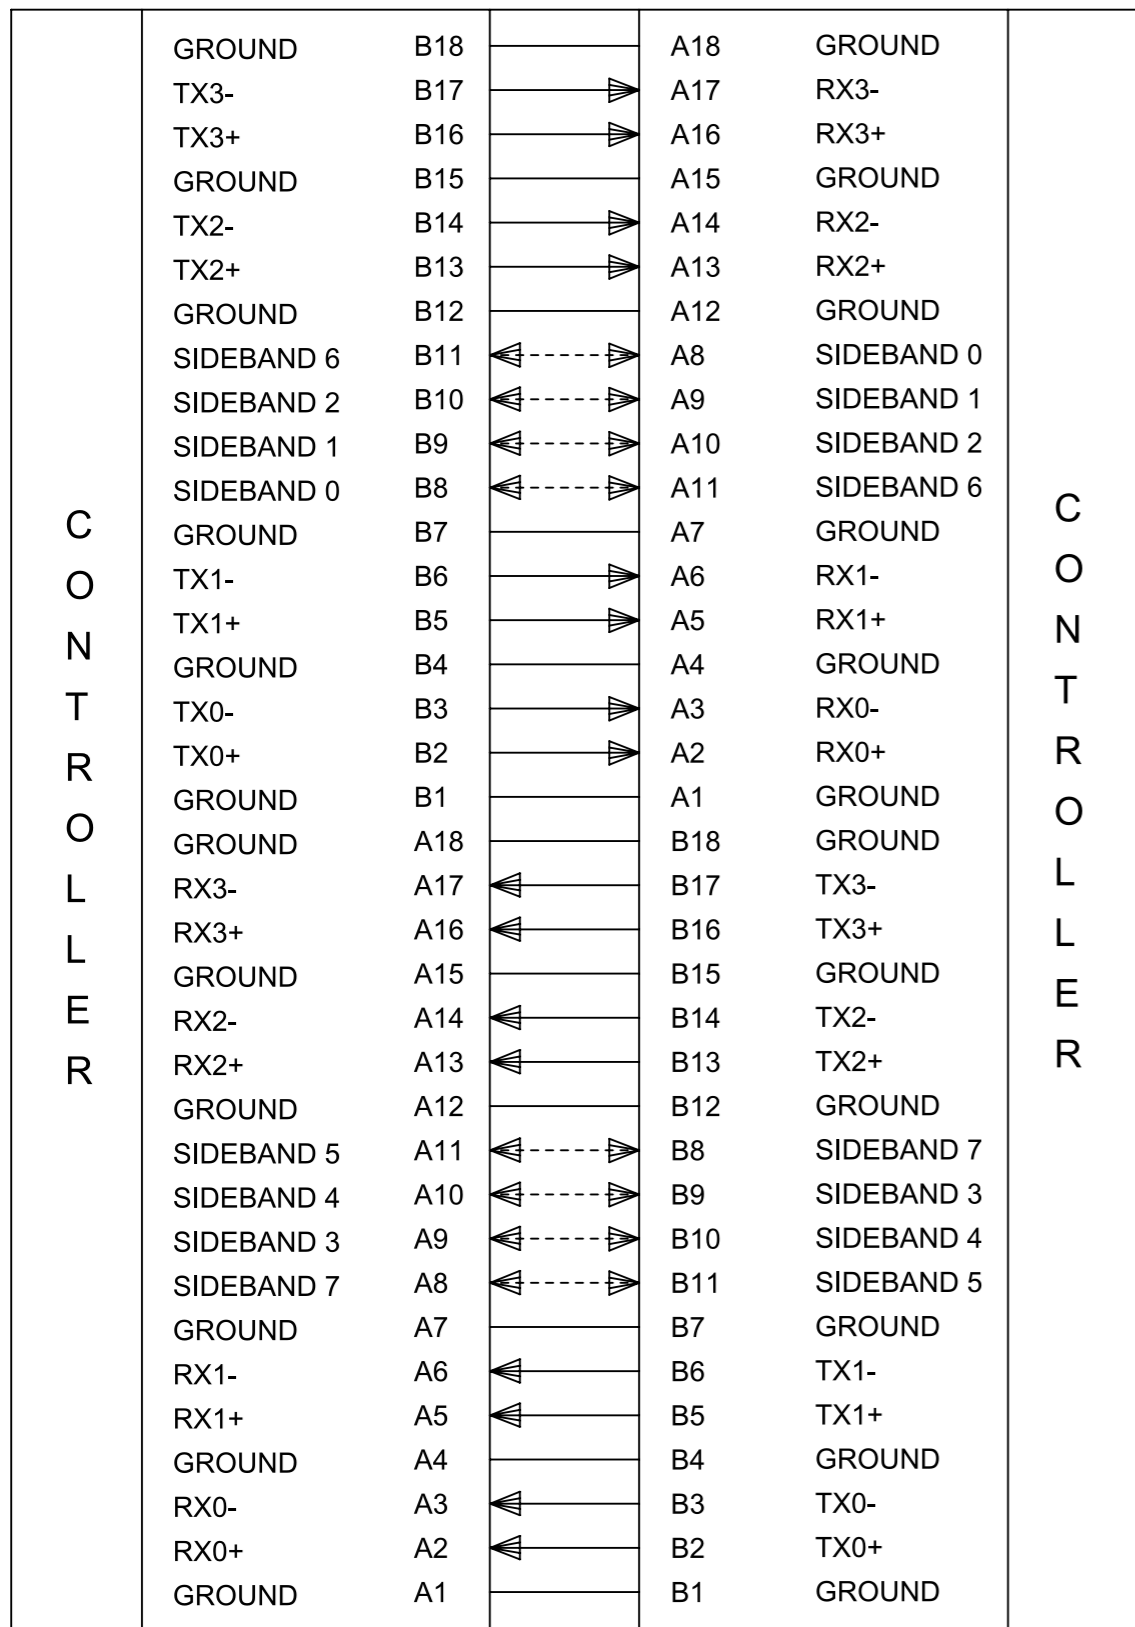 GROUND B18 A18 GROUND
TX3- B17 A17 RX3-
TX3+ B16 A16 RX3+
GROUND B15 A15 GROUND
TX2- B14 A14 RX2-
TX2+ B13 A13 RX2+
GROUND B12 A12 GROUND
SIDEBAND 6 B11 A8 SIDEBAND 0
SIDEBAND 2 B10 A9 SIDEBAND 1
SIDEBAND 1 B9 A10 SIDEBAND 2
SIDEBAND 0 B8 A11 SIDEBAND 6
GROUND B7 A7 GROUND
TX1- B6 A6 RX1-
TX1+ B5 A5 RX1+
GROUND B4 A4 GROUND
TX0- B3 A3 RX0-
TX0+ B2 A2 RX0+
GROUND B1 A1 GROUND
GROUND A18 B18 GROUND
RX3- A17 B17 TX3-
RX3+ A16 B16 TX3+
GROUND A15 B15 GROUND
RX2- A14 B14 TX2-
RX2+ A13 B13 TX2+
GROUND A12 B12 GROUND
SIDEBAND 5 A11 B8 SIDEBAND 7
SIDEBAND 4 A10 B9 SIDEBAND 3
SIDEBAND 3 A9 B10 SIDEBAND 4
SIDEBAND 7 A8 B11 SIDEBAND 5
GROUND A7 B7 GROUND
RX1- A6 B6 TX1-
RX1+ A5 B5 TX1+
GROUND A4 B4 GROUND
RX0- A3 B3 TX0-
RX0+ A2 B2 TX0+
GROUND A1 B1 GROUND
CONTROLLER
CONTROLLER